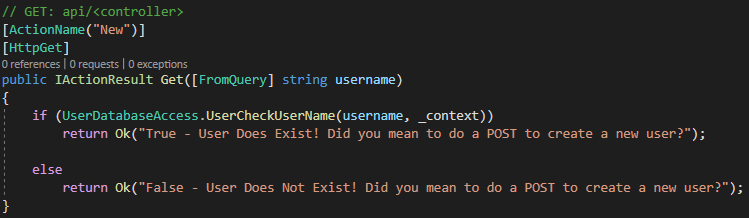 // GET: api/<controller>
[ActionName("New")]
[HttpGet]
0 references | 0 requests | 0 exceptions
public IActionResult Get([FromQuery] string username)
{
if (UserDatabaseAccess.UserCheckUserName(username, _context))
return Ok("True - User Does Exist! Did you mean to do a POST to create a new user?");
else
return Ok("False - User Does Not Exist! Did you mean to do a POST to create a new user?");
}